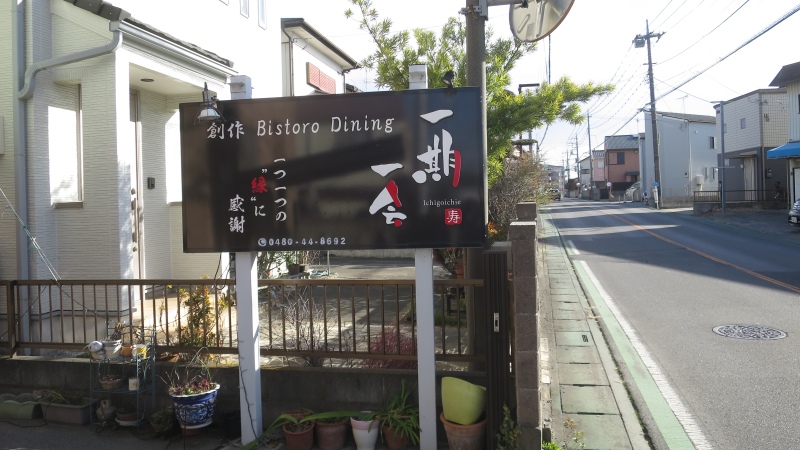 創作 Bistoro Dining
一期
一会
Ichigoichie
寿
一つ一つの
"縁"に
感謝
0480-44-8692